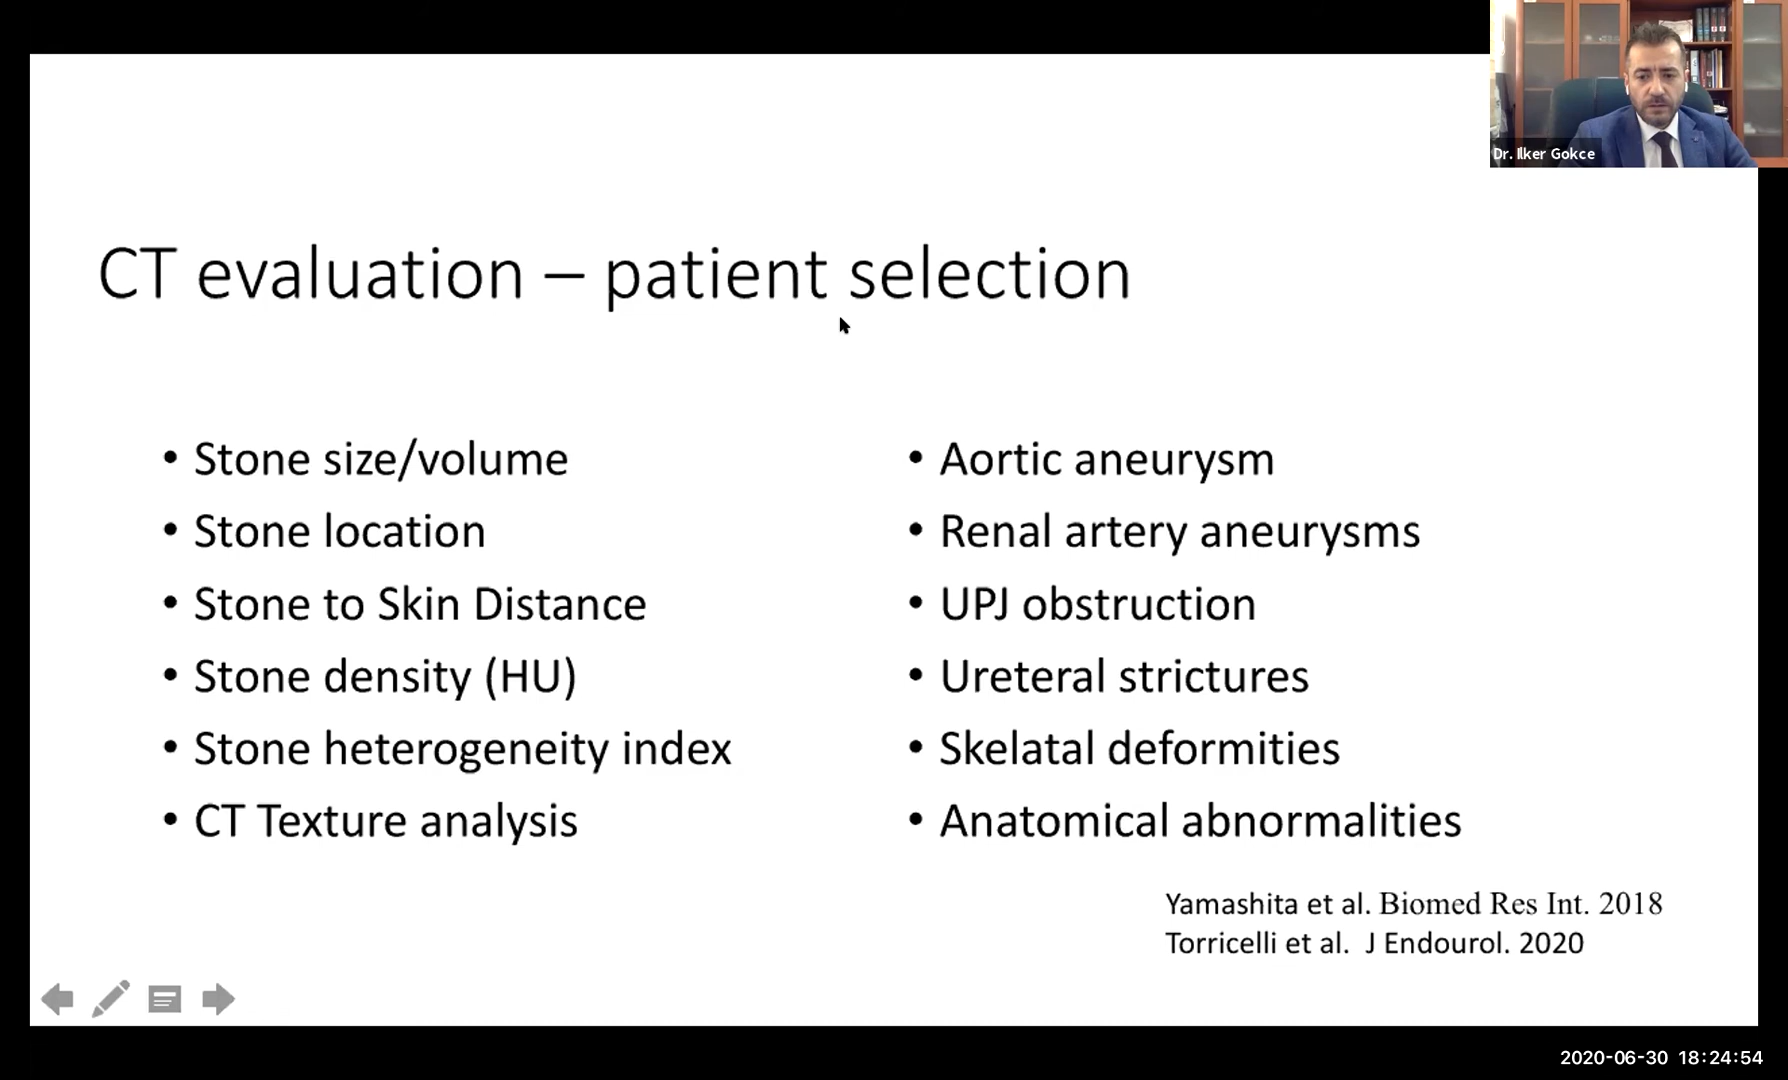 Dr. Ilker Gokce
CT evaluation – patient selection
• Stone size/volume
• Stone location
• Stone to Skin Distance
• Stone density (HU)
• Stone heterogeneity index
• CT Texture analysis
• Aortic aneurysm
• Renal artery aneurysms
• UPJ obstruction
• Ureteral strictures
• Skelatal deformities
• Anatomical abnormalities
Yamashita et al. Biomed Res Int. 2018
Torricelli et al. J Endourol. 2020
2020-06-30 18:24:54